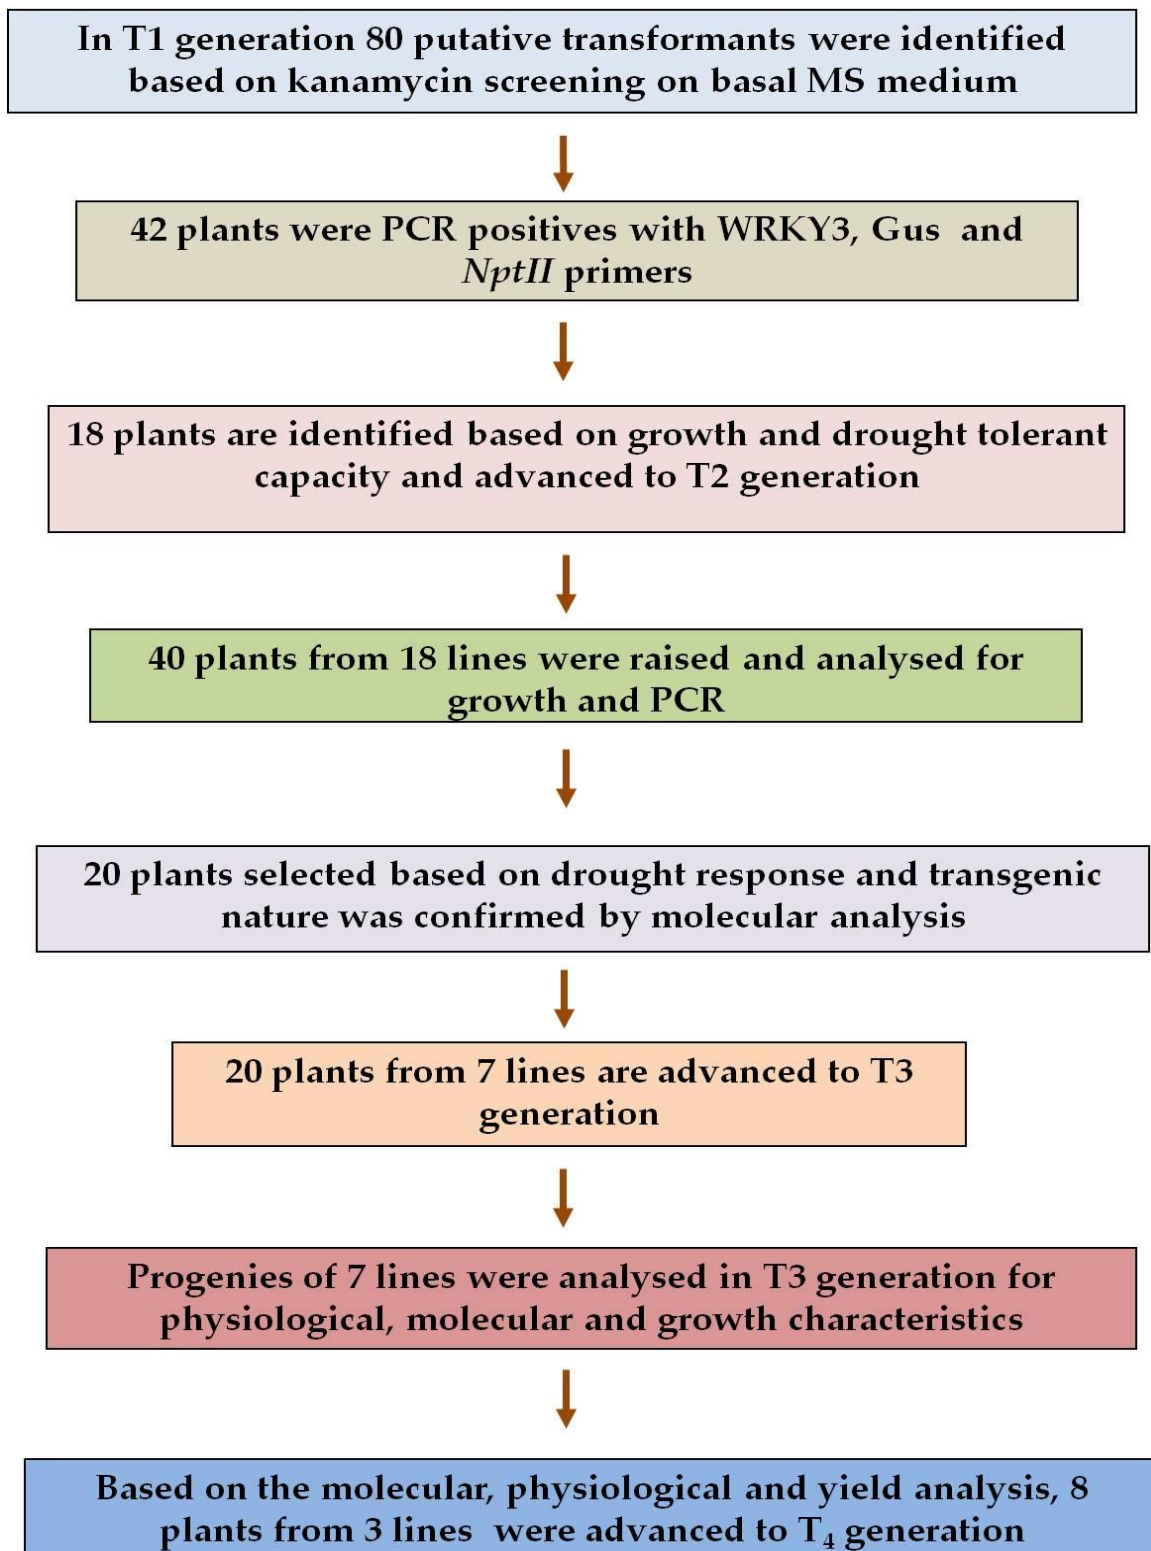 In T1 generation 80 putative transformants were identified
based on kanamycin screening on basal MS medium
42 plants were PCR positives with WRKY3, Gus and
NptII primers
18 plants are identified based on growth and drought tolerant
capacity and advanced to T2 generation
40 plants from 18 lines were raised and analysed for
growth and PCR
20 plants selected based on drought response and transgenic
nature was confirmed by molecular analysis
20 plants from 7 lines are advanced to T3
generation
Progenies of 7 lines were analysed in T3 generation for
physiological, molecular and growth characteristics
Based on the molecular, physiological and yield analysis, 8
plants from 3 lines were advanced to T₄ generation